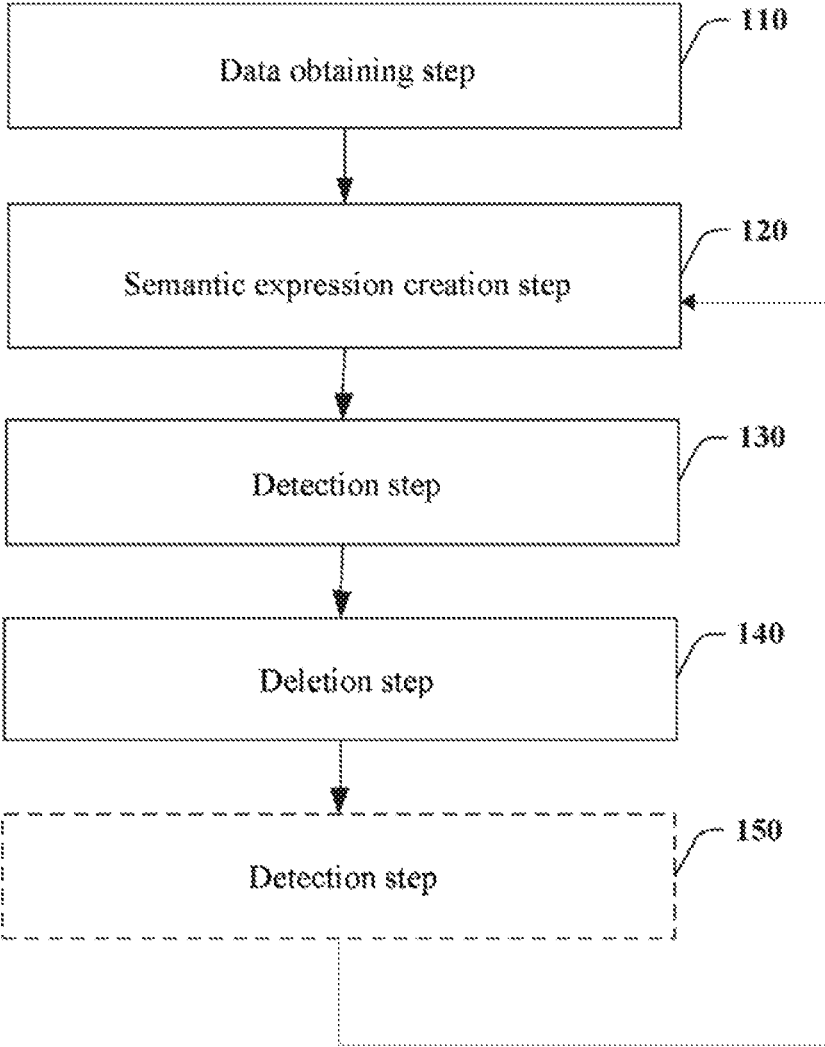 110
Data obtaining step
120
Semantic expression creation step
130
Detection step
140
Deletion step
150
Detection step